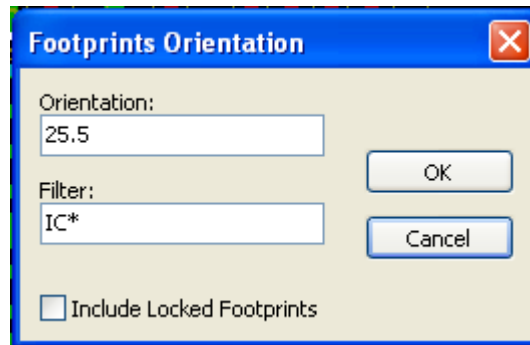 Footprints Orientation
Orientation:
25.5
OK
Filter:
IC*
Cancel
Include Locked Footprints